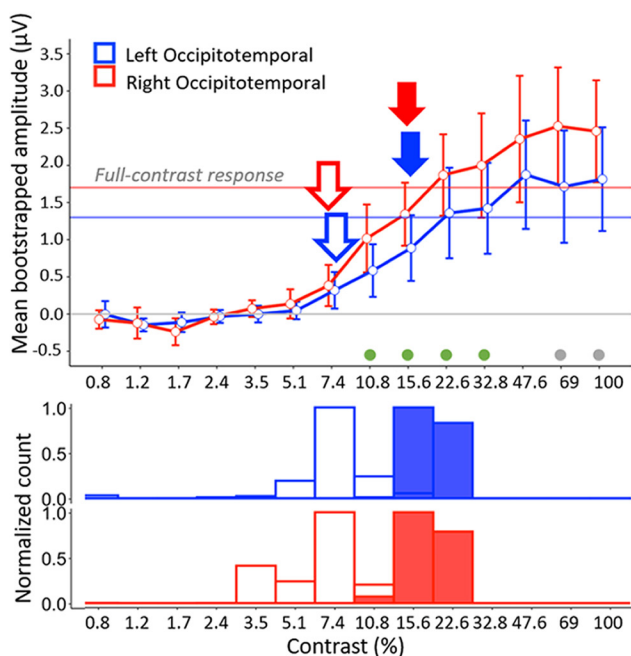 Mean bootstrapped amplitude (µV)
3.5
3.0
2.5
2.0
1.5
1.0
0.5
0.0
-0.5
Left Occipitotemporal
Right Occipitotemporal
Full-contrast response
0.8 1.2 1.7 2.4 3.5 5.1 7.4 10.8 15.6 22.6 32.8 47.6 69 100
Normalized count
1.0
0.5
0.0
1.0
0.5
0.0
0.8 1.2 1.7 2.4 3.5 5.1 7.4 10.8 15.6 22.6 32.8 47.6 69 100
Contrast (%)